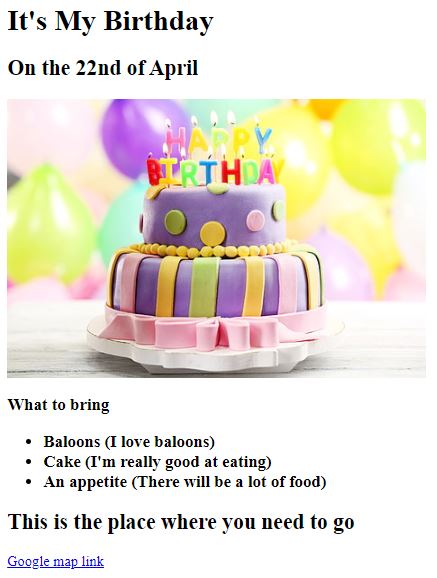 It's My Birthday
On the 22nd of April
HAPPY
BIRTHDAY
What to bring
Baloons (I love baloons)
Cake (I'm really good at eating)
An appetite (There will be a lot of food)
This is the place where you need to go
Google map link